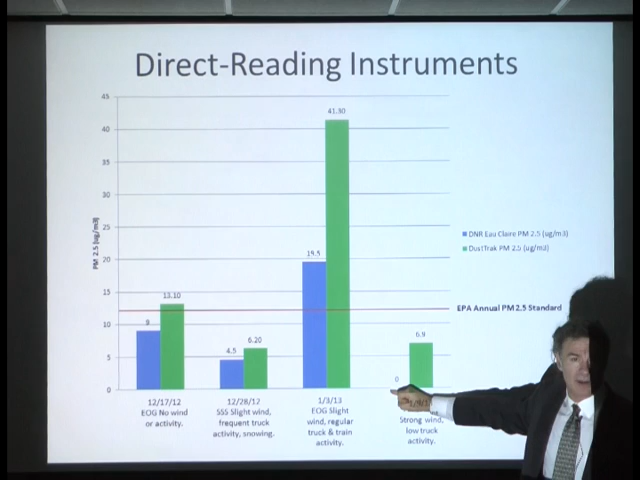 Direct-Reading Instruments
45
40
35
30
25
20
15
10
5
0
PM 2.5 (ug/m3)
9
13.10
4.5
6.20
19.5
41.30
0
6.9
DNR Eau Claire PM 2.5 (ug/m3)
DustTrak PM 2.5 (ug/m3)
EPA Annual PM 2.5 Standard
12/17/12
EOG No wind
or activity.
12/28/12
SSS Slight wind,
frequent truck
activity, snowing.
1/3/13
EOG Slight
wind, regular
truck & train
activity.
Strong wind,
low truck
activity.